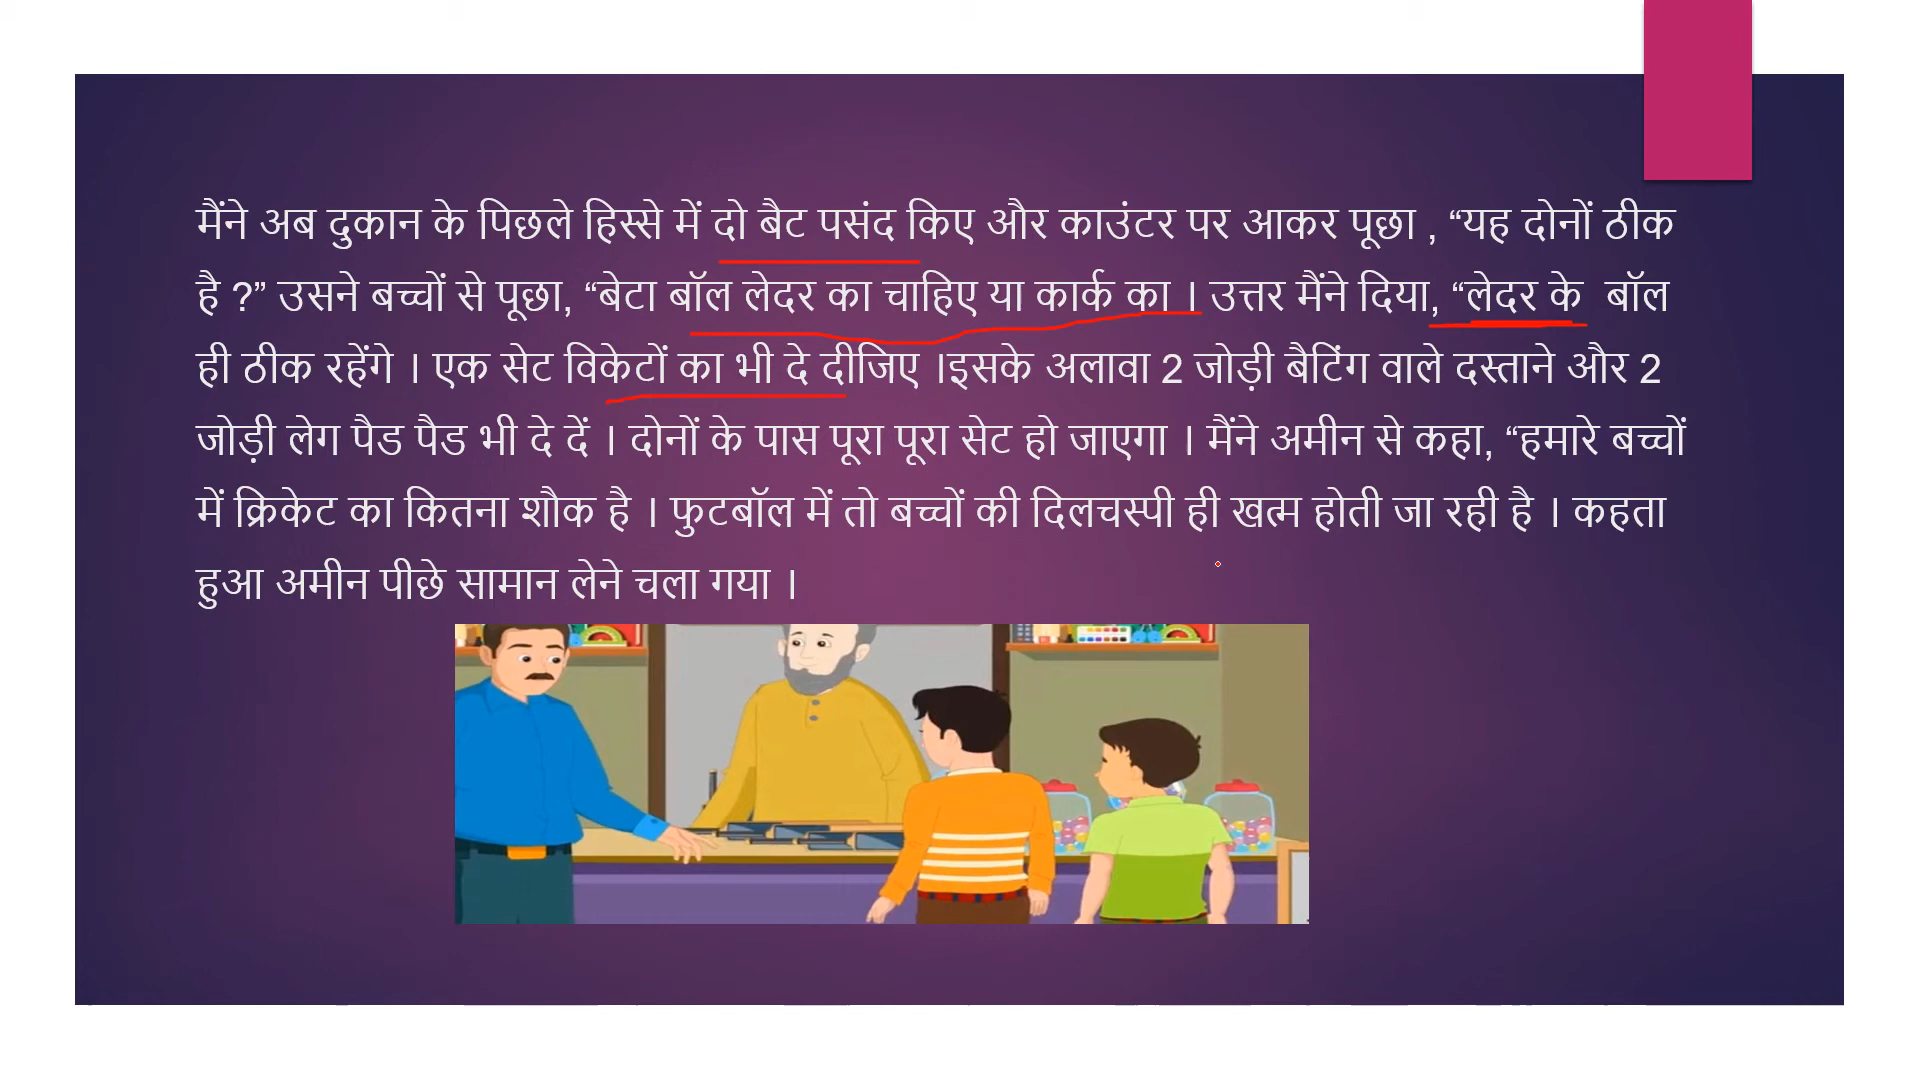 मैंने अब दुकान के पिछले हिस्से में दो बैट पसंद किए और काउंटर पर आकर पूछा , “यह दोनों ठीक
है ?” उसने बच्चों से पूछा, “बेटा बॉल लेदर का चाहिए या कार्क का । उत्तर मैंने दिया, “लेदर के बॉल
ही ठीक रहेंगे । एक सेट विकेटों का भी दे दीजिए ।इसके अलावा 2 जोड़ी बैटिंग वाले दस्ताने और 2
जोड़ी लेग पैड पैड भी दे दें । दोनों के पास पूरा पूरा सेट हो जाएगा । मैंने अमीन से कहा, “हमारे बच्चों
में क्रिकेट का कितना शौक है । फुटबॉल में तो बच्चों की दिलचस्पी ही खत्म होती जा रही है । कहता
हुआ अमीन पीछे सामान लेने चला गया ।